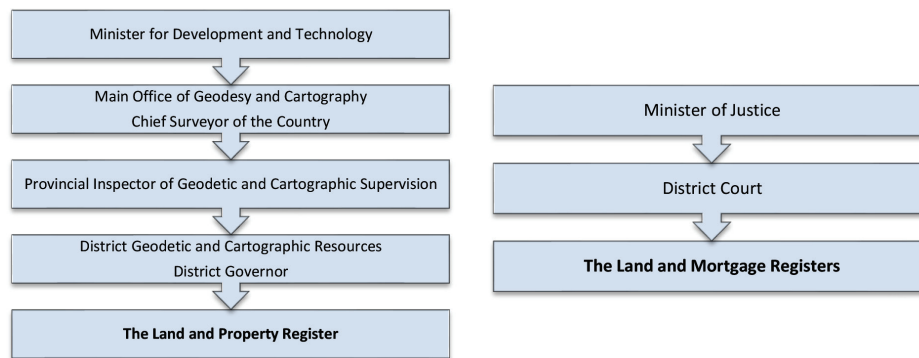 Minister for Development and Technology
Main Office of Geodesy and Cartography
Chief Surveyor of the Country
Provincial Inspector of Geodetic and Cartographic Supervision
District Geodetic and Cartographic Resources
District Governor
The Land and Property Register
Minister of Justice
District Court
The Land and Mortgage Registers